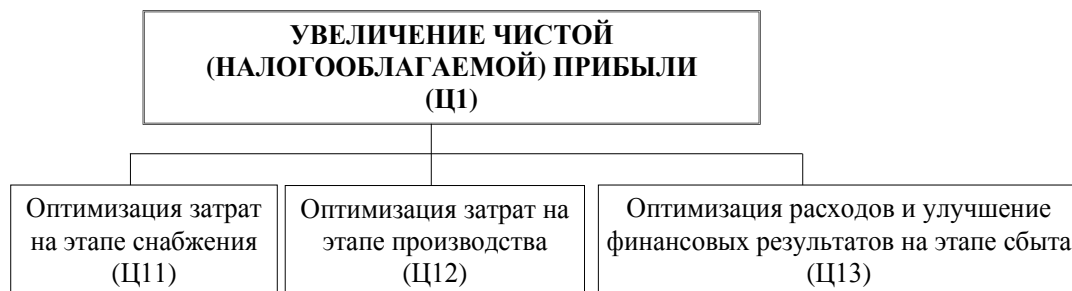 УВЕЛИЧЕНИЕ ЧИСТОЙ
(НАЛОГООБЛАГАЕМОЙ) ПРИБЫЛИ
(Ц1)
Оптимизация затрат
на этапе снабжения
(Ц11)
Оптимизация затрат на
этапе производства
(Ц12)
Оптимизация расходов и улучшение
финансовых результатов на этапе сбыта
(Ц13)